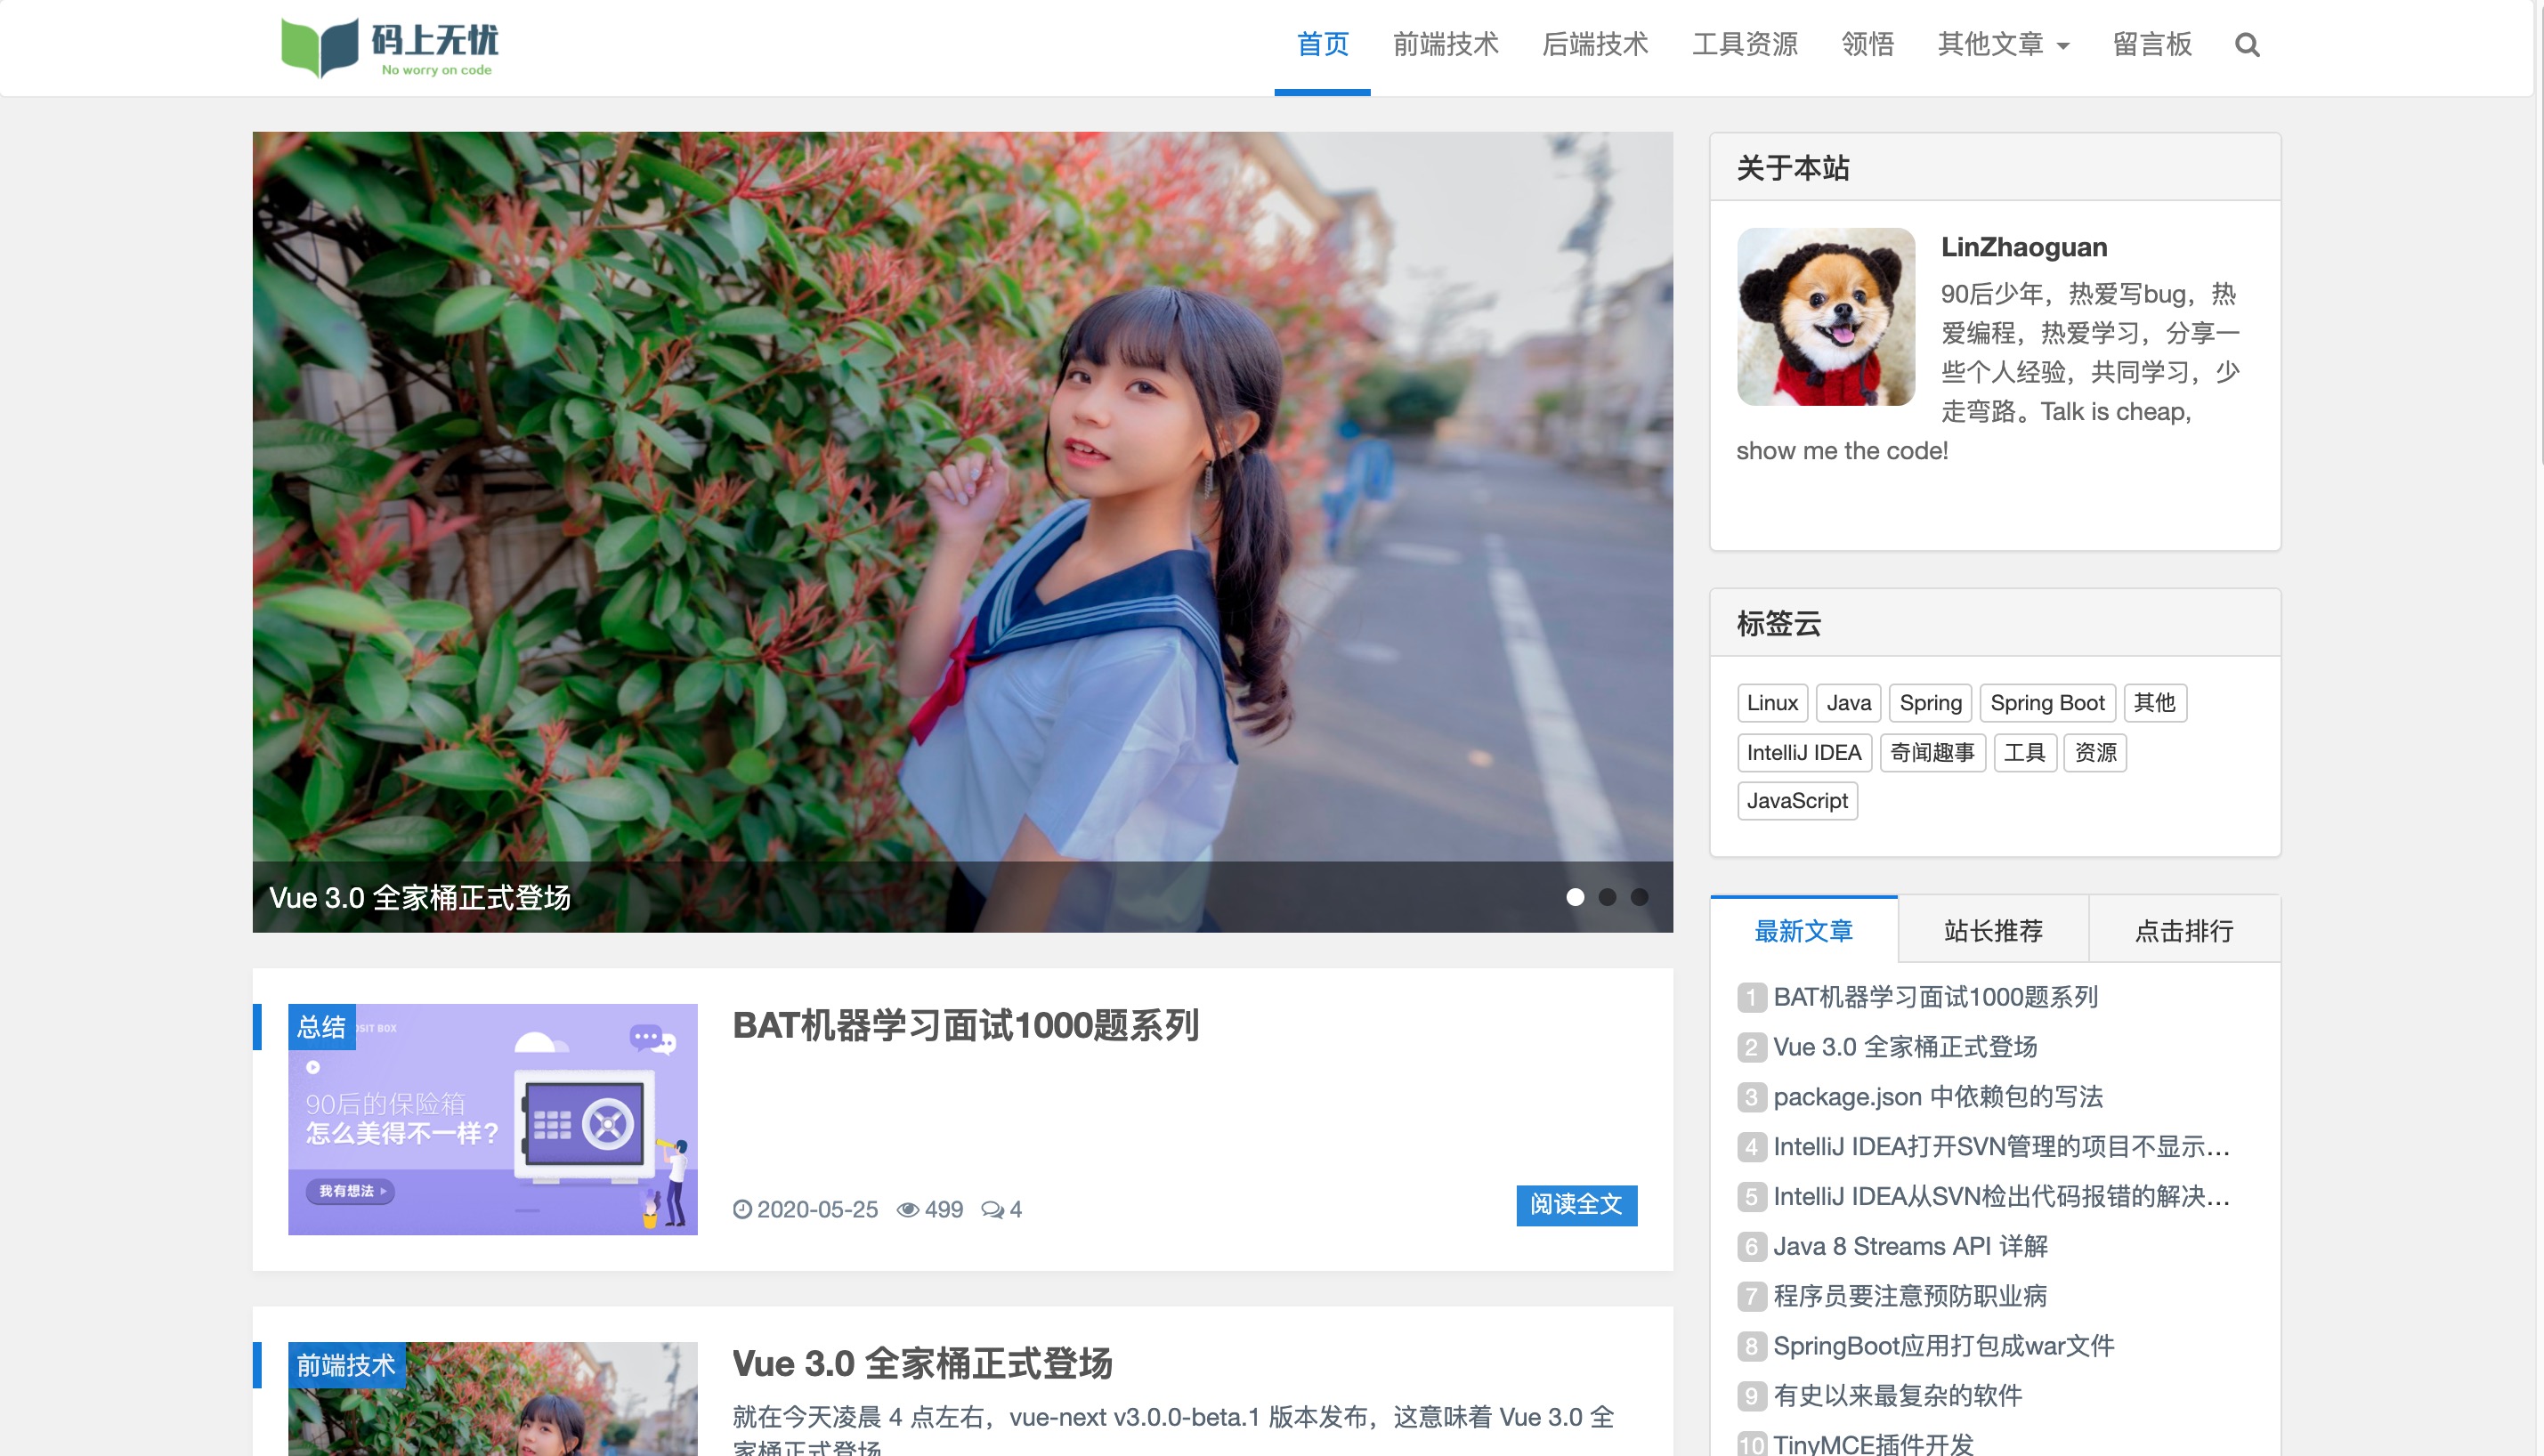 码上无忧
No worry on code
首页 前端技术 后端技术 工具资源 领悟 其他文章 留言板
Vue 3.0 全家桶正式登场
总结
OSIT BOX
90后的保险箱
怎么美得不一样?
我有想法
BAT机器学习面试1000题系列
2020-05-25 499 4
阅读全文
前端技术
Vue 3.0 全家桶正式登场
就在今天凌晨 4 点左右，vue-next v3.0.0-beta.1 版本发布，这意味着 Vue 3.0 全
家桶正式登场
关于本站
LinZhaoguan
90后少年，热爱写bug，热
爱编程，热爱学习，分享一
些个人经验，共同学习，少
走弯路。Talk is cheap,
show me the code!
标签云
Linux Java Spring Spring Boot 其他
IntelliJ IDEA 奇闻趣事 工具 资源
JavaScript
最新文章 站长推荐 点击排行
1 BAT机器学习面试1000题系列
2 Vue 3.0 全家桶正式登场
3 package.json 中依赖包的写法
4 IntelliJ IDEA打开SVN管理的项目不显示...
5 IntelliJ IDEA从SVN检出代码报错的解决...
6 Java 8 Streams API 详解
7 程序员要注意预防职业病
8 SpringBoot应用打包成war文件
9 有史以来最复杂的软件
10 TinyMCE插件开发